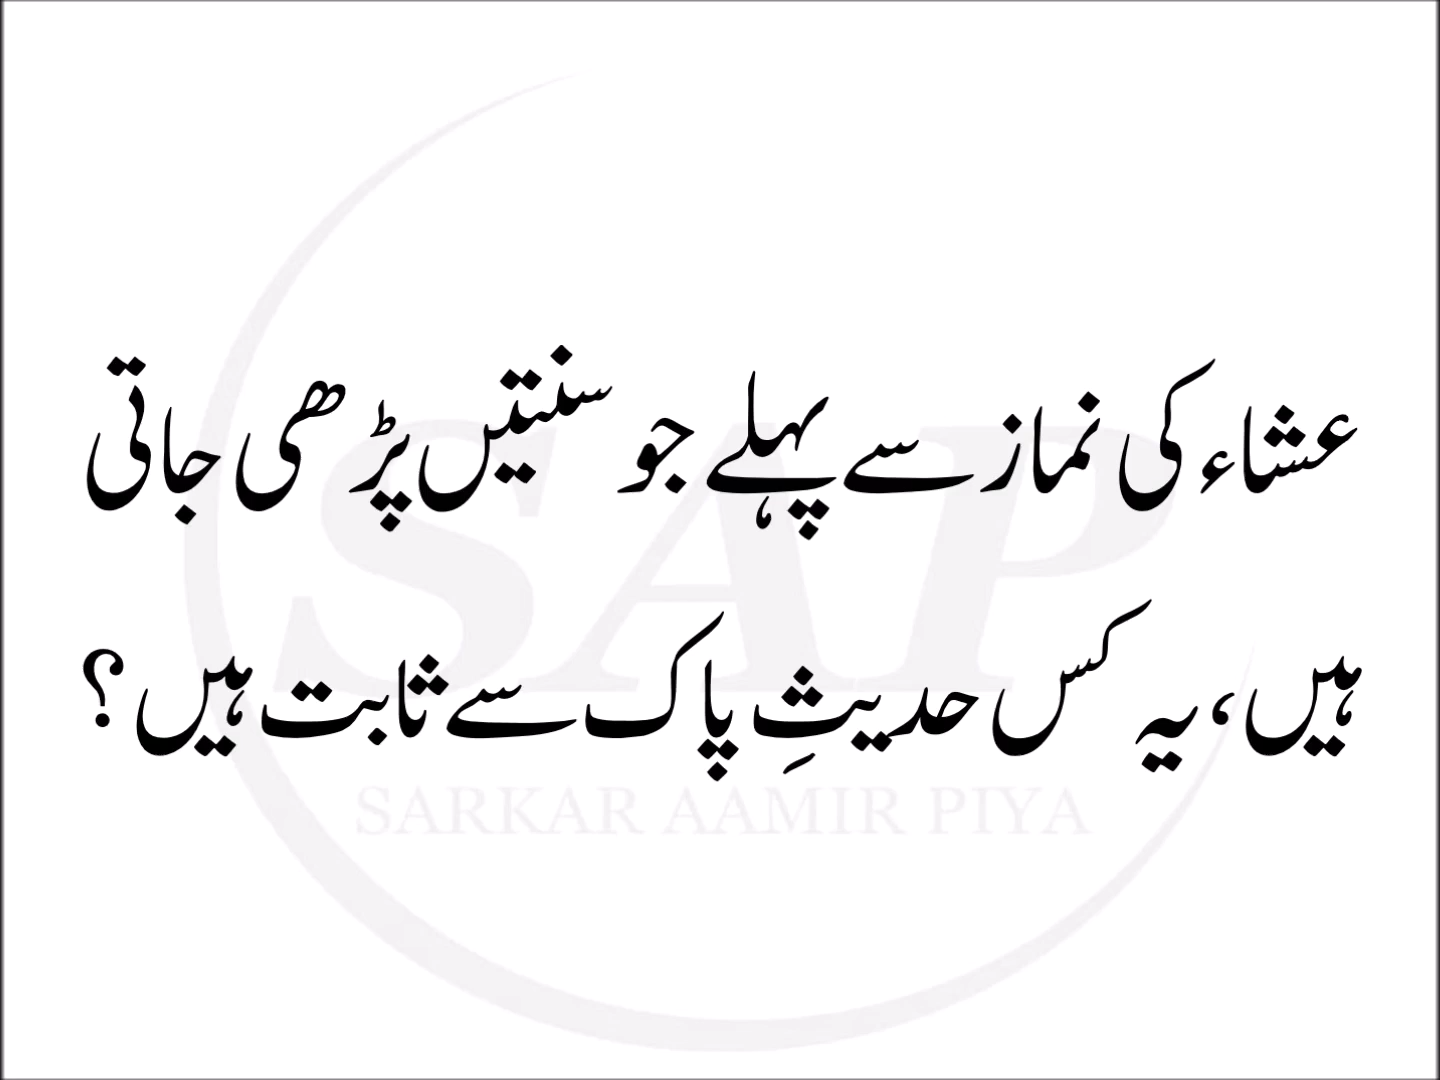 عشاء کی نماز سے پہلے جو سنتیں پڑھی جاتی
ہیں، یہ کس حدیثِ پاک سے ثابت ہیں؟
SAP
SARKAR AAMIR PIYA